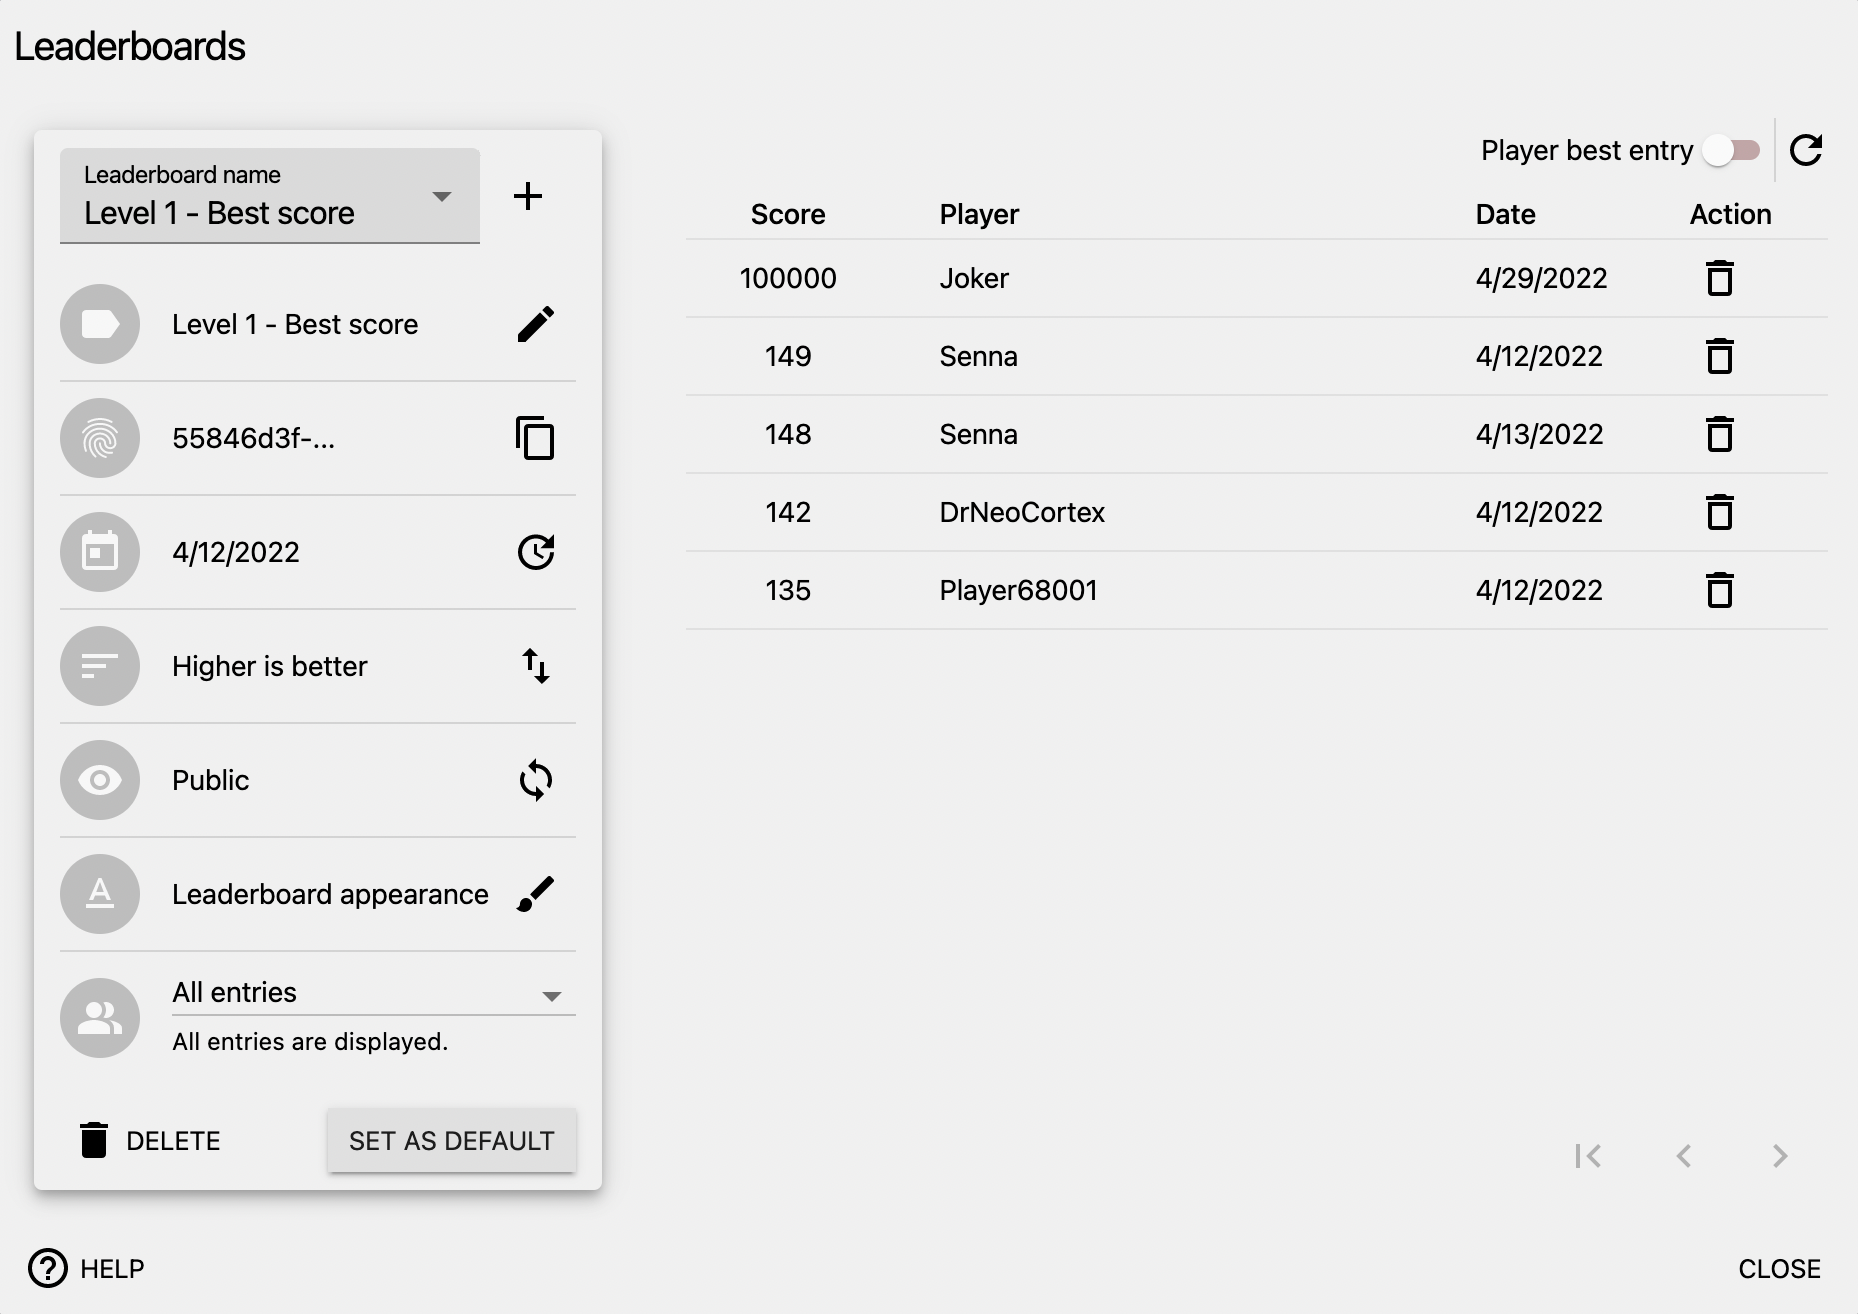 Leaderboards
Leaderboard name
Level 1 - Best score
Level 1 - Best score
55846d3f-...
4/12/2022
Higher is better
Public
A
Leaderboard appearance
All entries
All entries are displayed.
DELETE
SET AS DEFAULT
Player best entry
Score Player Date Action
100000 Joker 4/29/2022
149 Senna 4/12/2022
148 Senna 4/13/2022
142 DrNeoCortex 4/12/2022
135 Player68001 4/12/2022
? HELP
CLOSE